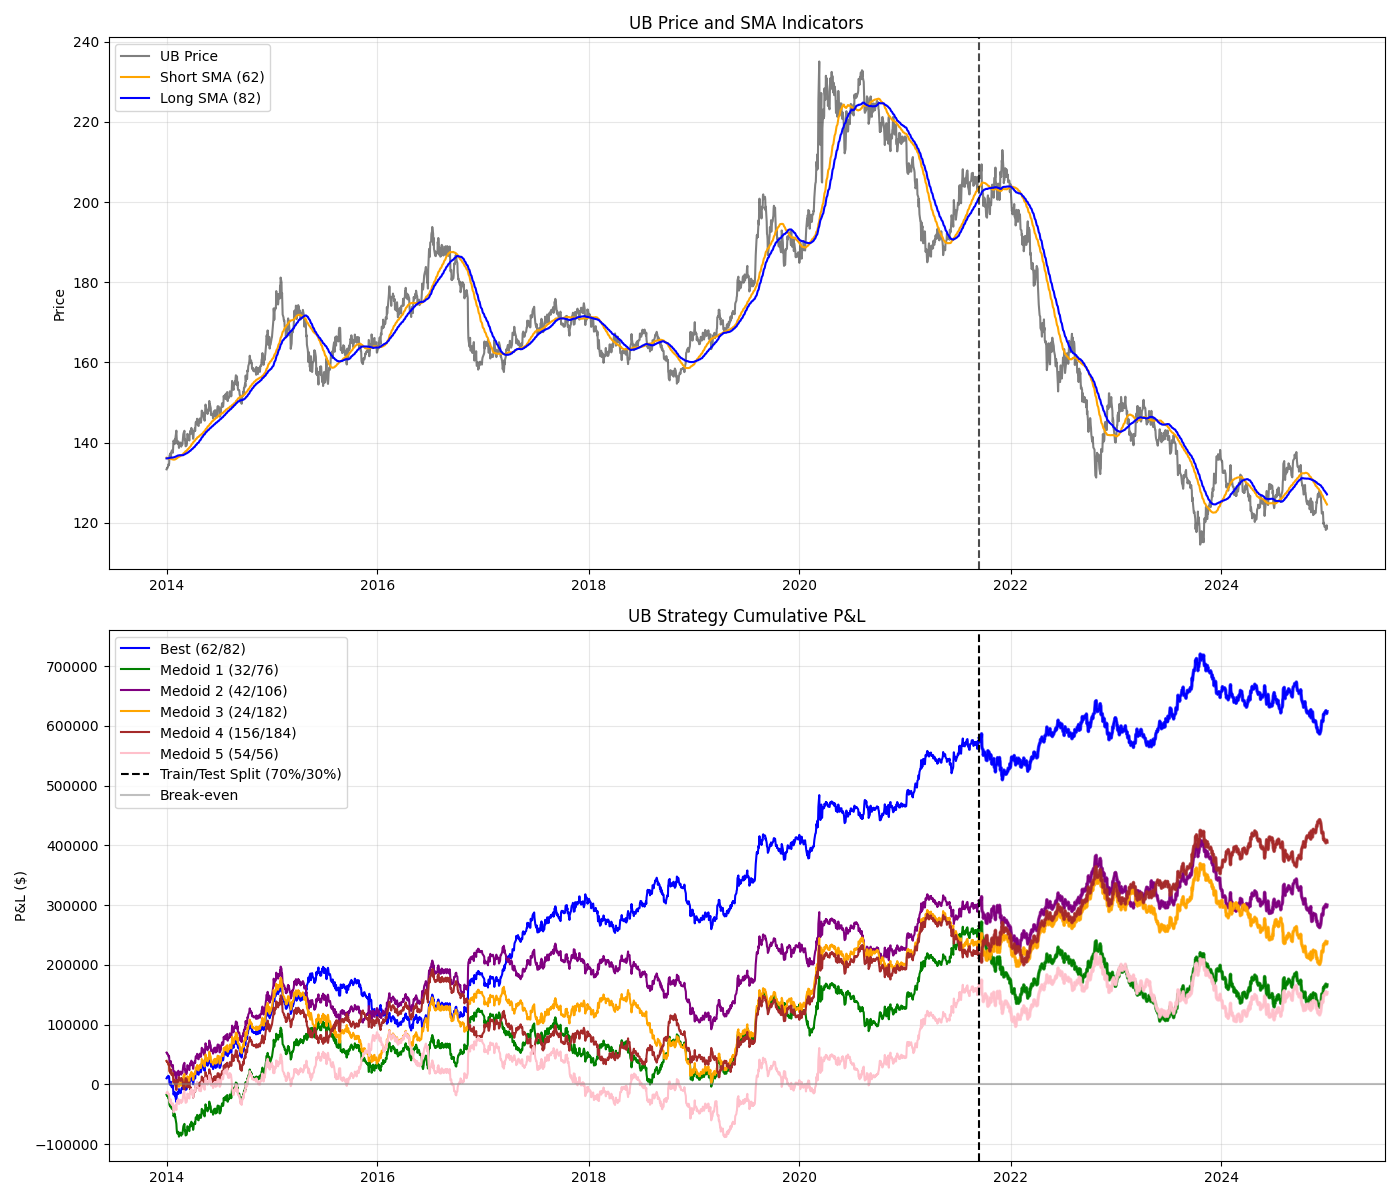 UB Price and SMA Indicators
UB Price
Short SMA (62)
Long SMA (82)
Price
240
220
200
180
160
140
120
2014
2016
2018
2020
2022
2024
UB Strategy Cumulative P&L
Best (62/82)
Medoid 1 (32/76)
Medoid 2 (42/106)
Medoid 3 (24/182)
Medoid 4 (156/184)
Medoid 5 (54/56)
Train/Test Split (70%/30%)
Break-even
P&L ($)
700000
600000
500000
400000
300000
200000
100000
0
−100000
2014
2016
2018
2020
2022
2024